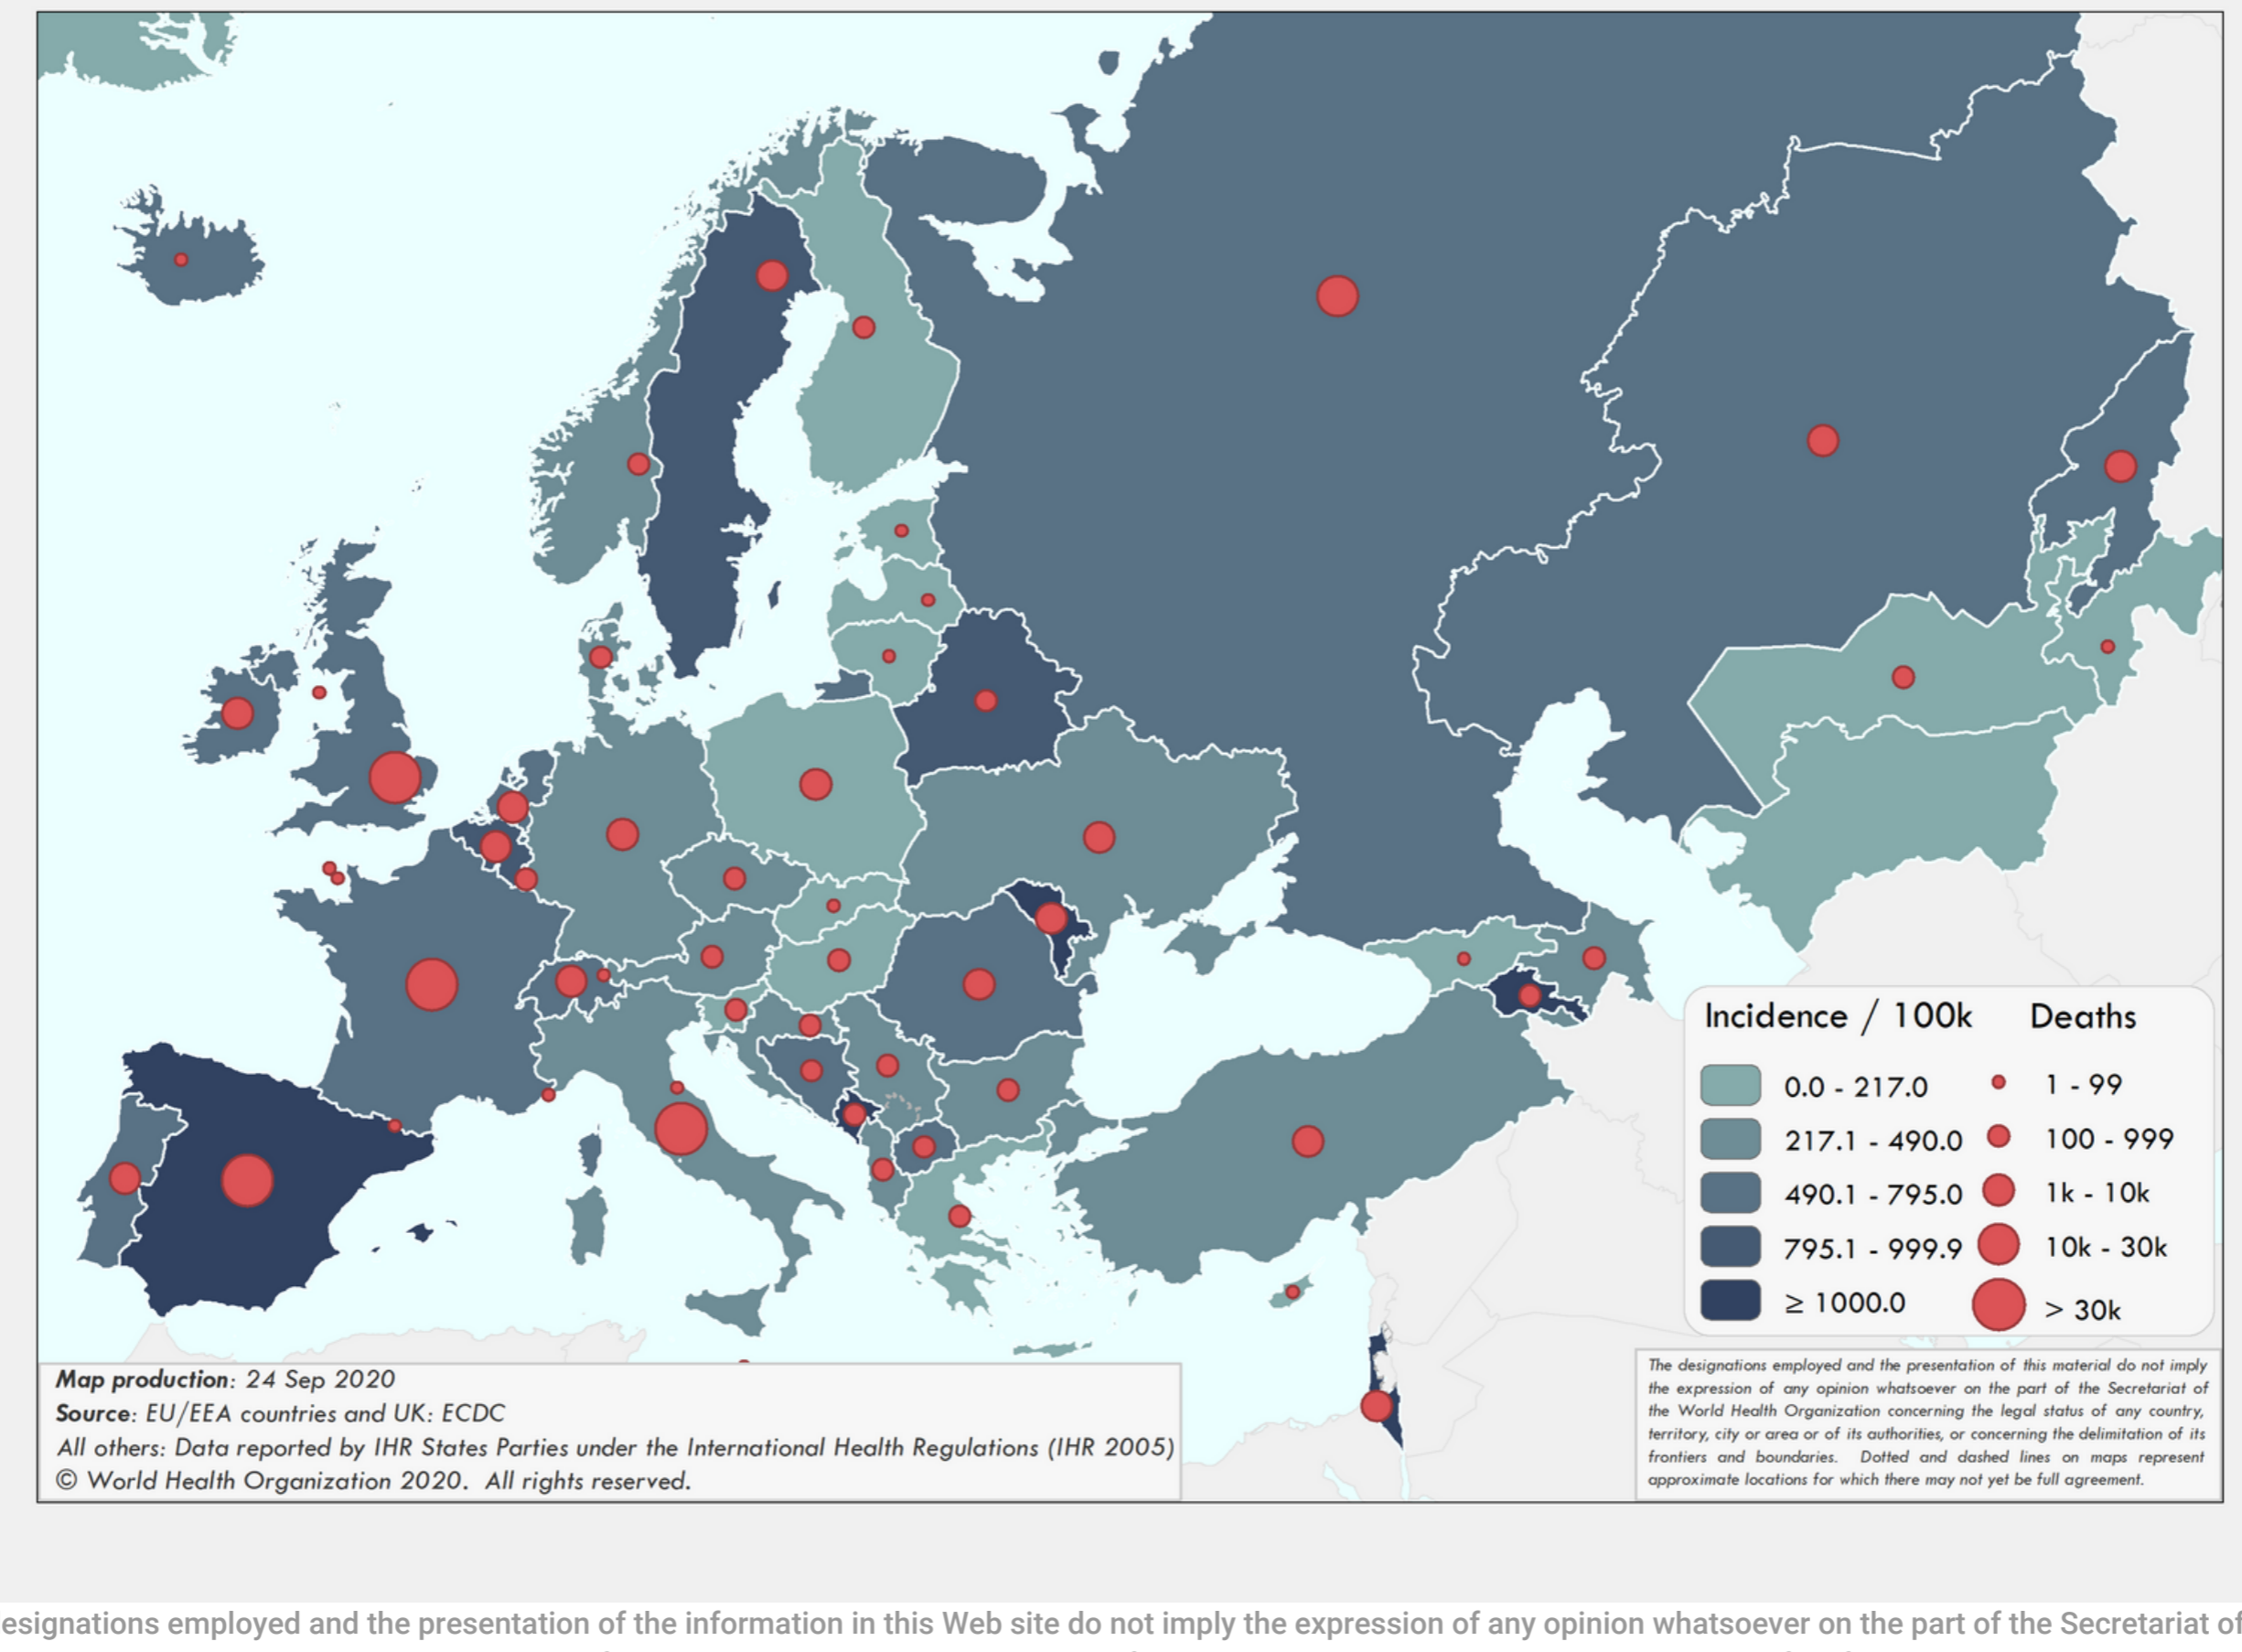 Incidence / 100k Deaths
0.0 - 217.0 1 - 99
217.1 - 490.0 100 - 999
490.1 - 795.0 1k - 10k
795.1 - 999.9 10k - 30k
≥ 1000.0 > 30k
Map production: 24 Sep 2020
Source: EU/EEA countries and UK: ECDC
All others: Data reported by IHR States Parties under the International Health Regulations (IHR 2005)
© World Health Organization 2020. All rights reserved.
The designations employed and the presentation of this material do not imply
the expression of any opinion whatsoever on the part of the Secretariat of
the World Health Organization concerning the legal status of any country,
territory, city or area or of its authorities, or concerning the delimitation of its
frontiers and boundaries. Dotted and dashed lines on maps represent
approximate locations for which there may not yet be full agreement.
esignations employed and the presentation of the information in this Web site do not imply the expression of any opinion whatsoever on the part of the Secretariat of